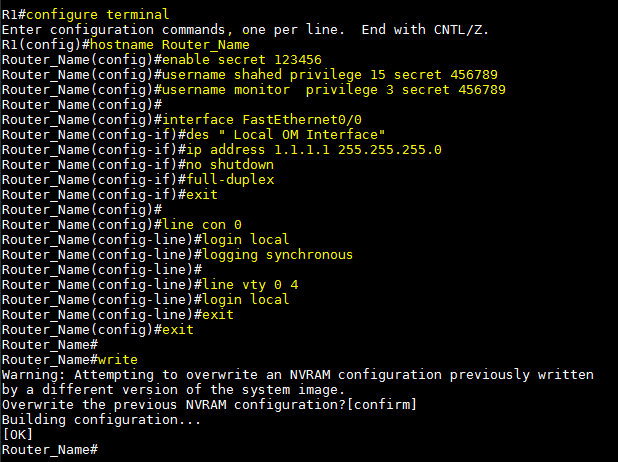 R1#configure terminal
Enter configuration commands, one per line.  End with CNTL/Z.
R1(config)#hostname Router_Name
Router_Name(config)#enable secret 123456
Router_Name(config)#username shahed privilege 15 secret 456789
Router_Name(config)#username monitor  privilege 3 secret 456789
Router_Name(config)#
Router_Name(config)#interface FastEthernet0/0
Router_Name(config-if)#des " Local OM Interface"
Router_Name(config-if)#ip address 1.1.1.1 255.255.255.0
Router_Name(config-if)#no shutdown
Router_Name(config-if)#full-duplex
Router_Name(config-if)#exit
Router_Name(config)#
Router_Name(config)#line con 0
Router_Name(config-line)#login local
Router_Name(config-line)#logging synchronous
Router_Name(config-line)#
Router_Name(config-line)#line vty 0 4
Router_Name(config-line)#login local
Router_Name(config-line)#exit
Router_Name(config)#exit
Router_Name#
Router_Name#write
Warning: Attempting to overwrite an NVRAM configuration previously written
by a different version of the system image.
Overwrite the previous NVRAM configuration?[confirm]
Building configuration...
[OK]
Router_Name#